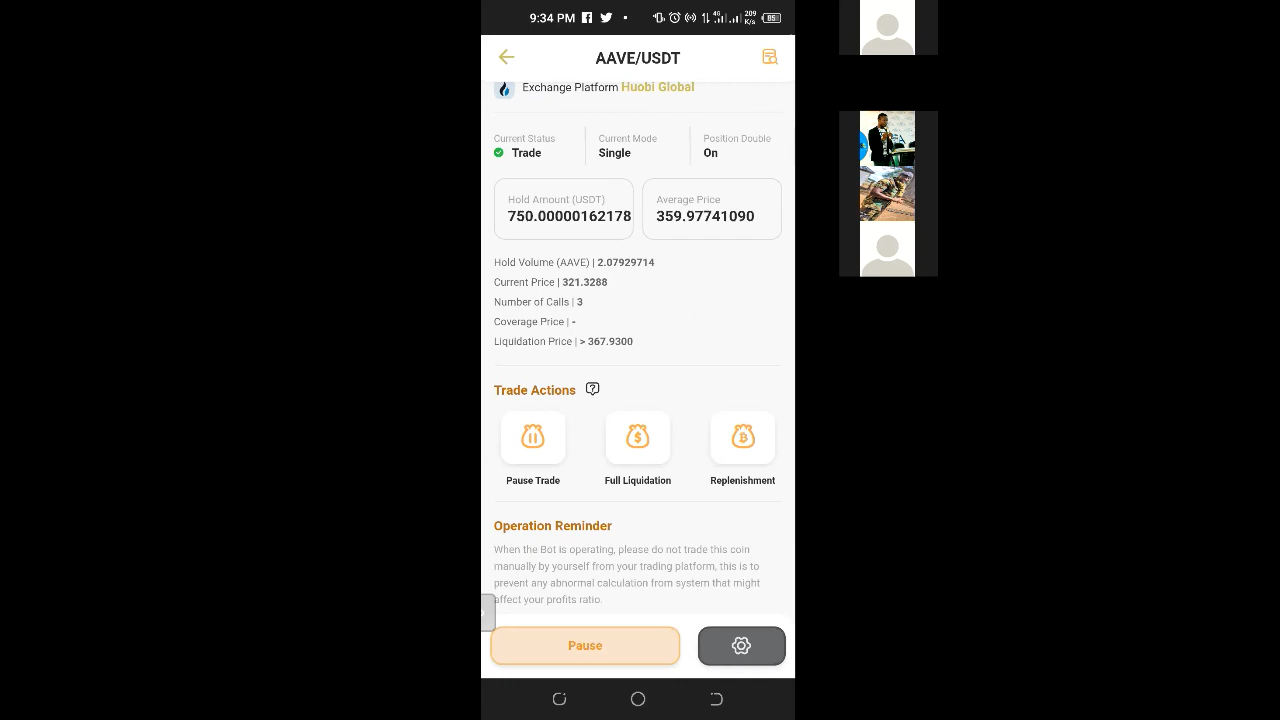 9:34 PM
4G
209
K/s
85
AAVE/USDT
Exchange Platform Huobi Global
Current Status
Current Mode
Position Double
Trade
Single
On
Hold Amount (USDT)
Average Price
750.00000162178
359.97741090
Hold Volume (AAVE) | 2.07929714
Current Price | 321.3288
Number of Calls | 3
Coverage Price | -
Liquidation Price | > 367.9300
Trade Actions
Pause Trade
Full Liquidation
Replenishment
Operation Reminder
When the Bot is operating, please do not trade this coin
manually by yourself from your trading platform, this is to
prevent any abnormal calculation from system that might
affect your profits ratio.
Pause